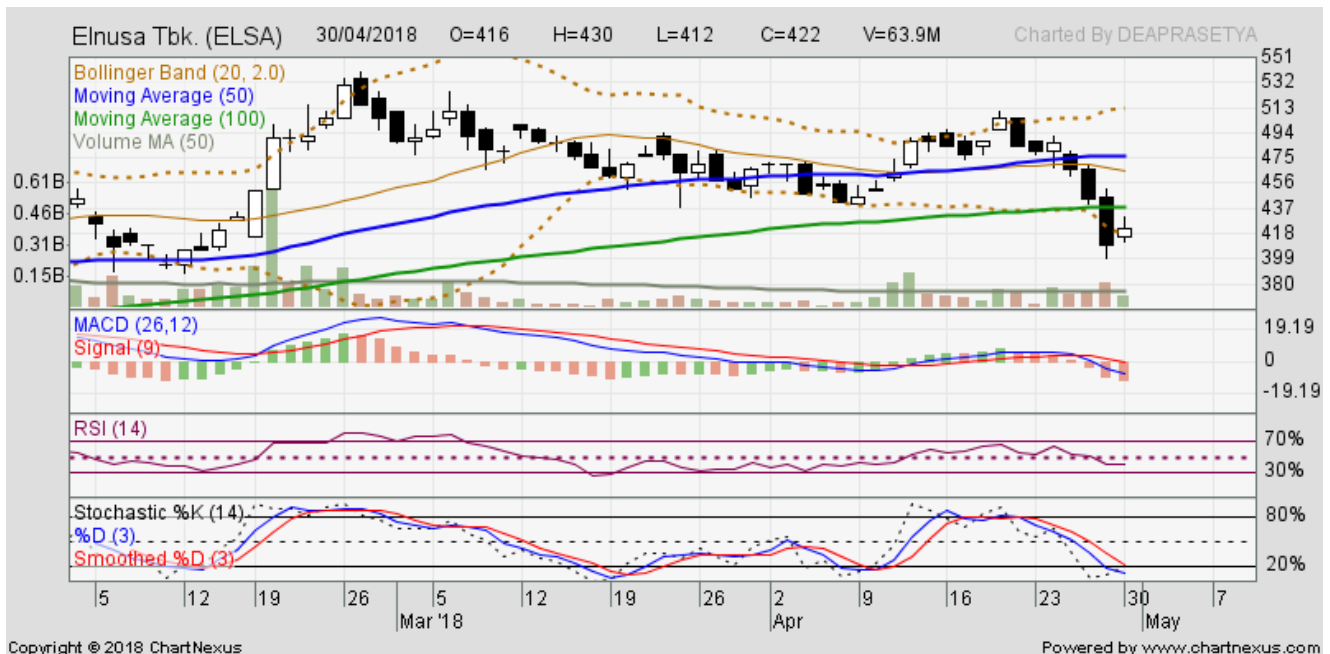 Elnusa Tbk. (ELSA) 30/04/2018 O=416 H=430 L=412 C=422 V=63.9M Charted By DEAPRASETYA
Bollinger Band (20, 2.0)
Moving Average (50)
Moving Average (100)
Volume MA (50)
0.61B
0.46B
0.31B
0.15B
551
532
513
494
475
456
437
418
399
380
MACD (26,12)
Signal (9)
19.19
0
-19.19
RSI (14)
70%
30%
Stochastic %K (14)
%D (3)
Smoothed %D (3)
80%
20%
5 12 19 26 5 12 19 26 2 9 16 23 30 7
Mar '18 Apr May
Copyright © 2018 ChartNexus Powered by www.chartnexus.com